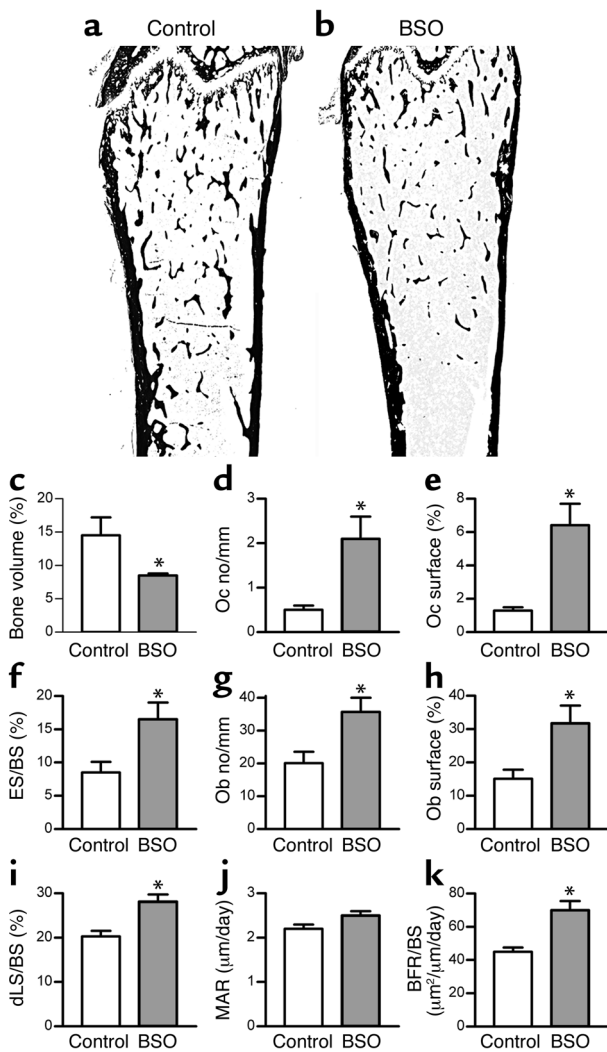 a Control
b BSO
c
Bone volume (%)
20
15
10
5
0
Control BSO
*
d
Oc no/mm
3
2
1
0
Control BSO
*
e
Oc surface (%)
8
6
4
2
0
Control BSO
*
f
ES/BS (%)
20
15
10
5
0
Control BSO
*
g
Ob no/mm
40
30
20
10
0
Control BSO
*
h
Ob surface (%)
40
30
20
10
0
Control BSO
*
i
dLS/BS (%)
30
20
10
0
Control BSO
*
j
MAR (µm/day)
3
2
1
0
Control BSO
k
BFR/BS
(µm²/µm/day)
80
60
40
20
0
Control BSO
*